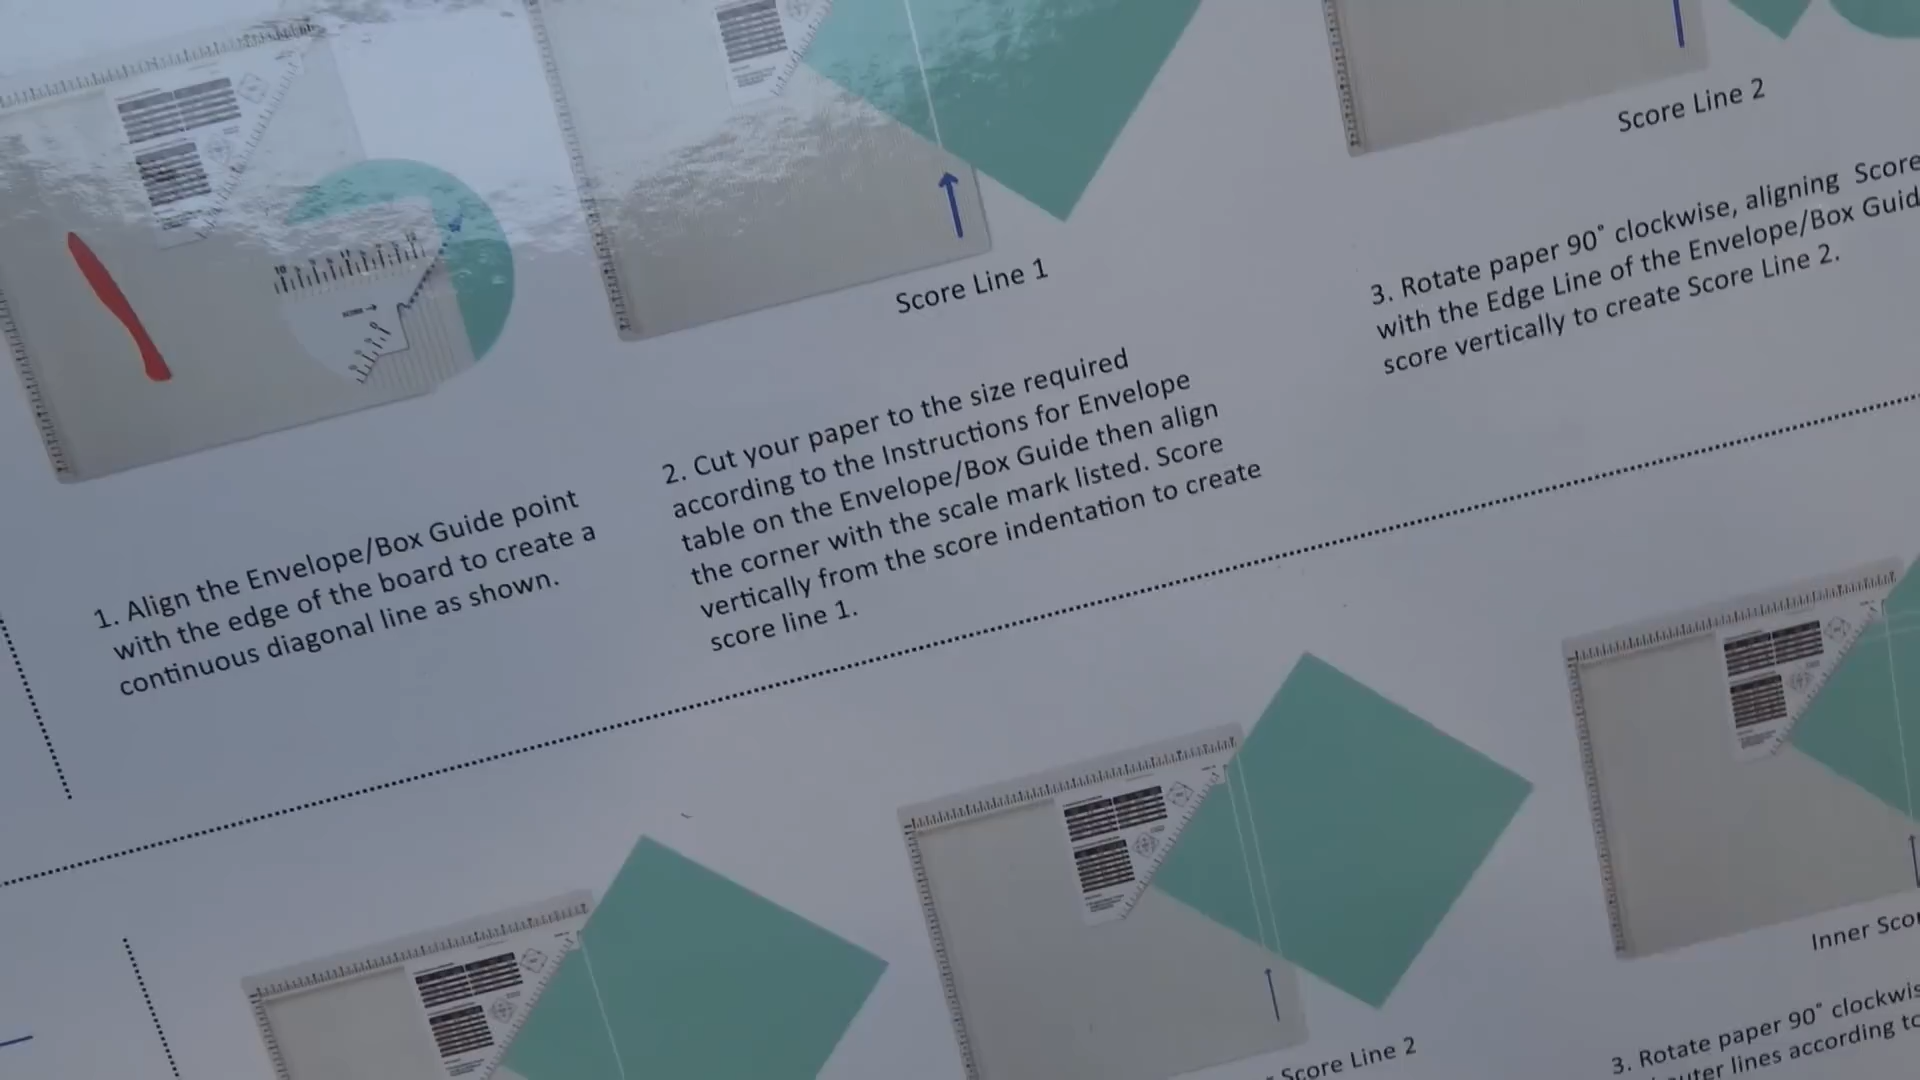 Score Line 1
Score Line 2
1. Align the Envelope/Box Guide point
with the edge of the board to create a
continuous diagonal line as shown.
2. Cut your paper to the size required
according to the Instructions for Envelope
table on the Envelope/Box Guide then align
the corner with the scale mark listed. Score
vertically from the score indentation to create
score line 1.
3. Rotate paper 90˚ clockwise, aligning Score
with the Edge Line of the Envelope/Box Guid
score vertically to create Score Line 2.
Score Line 2
Inner Scor
3. Rotate paper 90˚ clockwis
outer lines according to